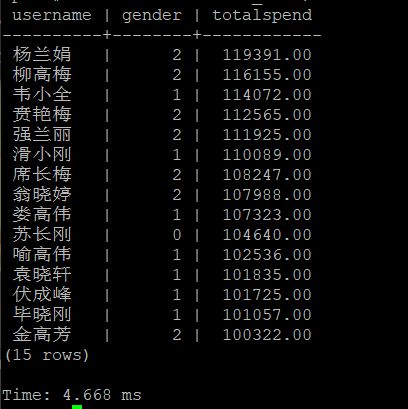 username | gender | totalspend
----------+--------+------------
杨兰娟 | 2 | 119391.00
柳高梅 | 2 | 116155.00
韦小全 | 1 | 114072.00
贲艳梅 | 2 | 112565.00
强兰丽 | 2 | 111925.00
滑小刚 | 1 | 110089.00
席长梅 | 2 | 108247.00
翁晓婷 | 2 | 107988.00
娄高伟 | 1 | 107323.00
苏长刚 | 0 | 104640.00
喻高伟 | 1 | 102536.00
袁晓轩 | 1 | 101835.00
伏成峰 | 1 | 101725.00
毕晓刚 | 1 | 101057.00
金高芳 | 2 | 100322.00
(15 rows)
Time: 4.668 ms